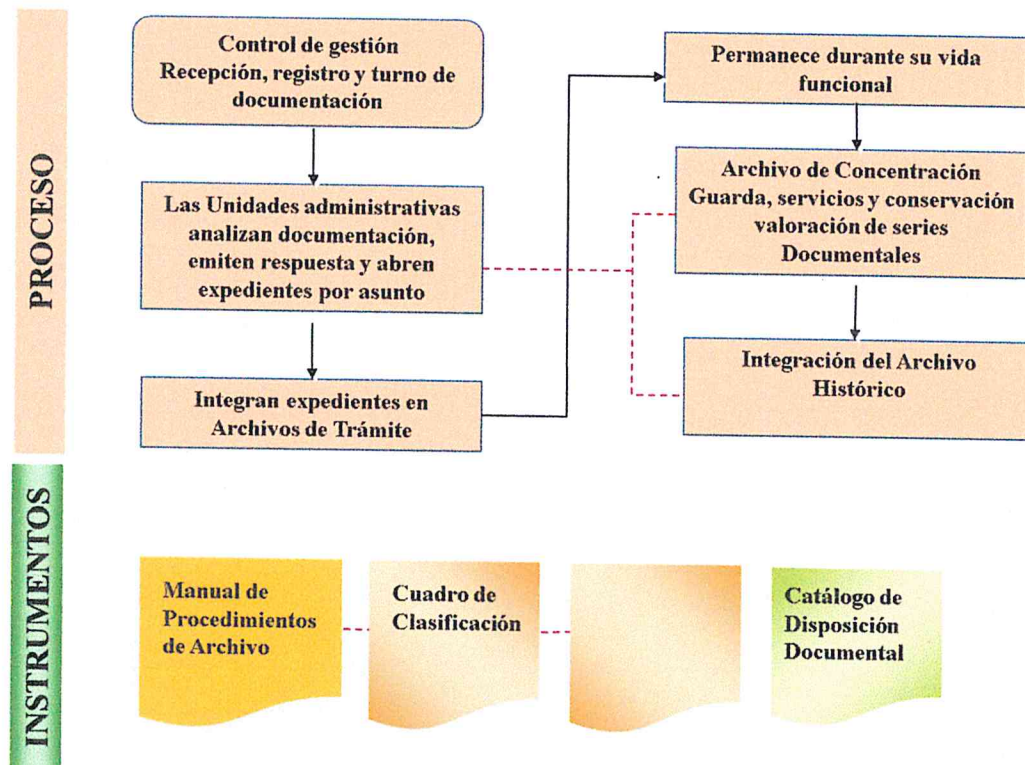 PROCESO
Control de gestión
Recepción, registro y turno de
documentación
Las Unidades administrativas
analizan documentación,
emiten respuesta y abren
expedientes por asunto
Integran expedientes en
Archivos de Trámite
Permanece durante su vida
funcional
Archivo de Concentración
Guarda, servicios y conservación
valoración de series
Documentales
Integración del Archivo
Histórico
INSTRUMENTOS
Manual de
Procedimientos
de Archivo
Cuadro de
Clasificación
Catálogo de
Disposición
Documental